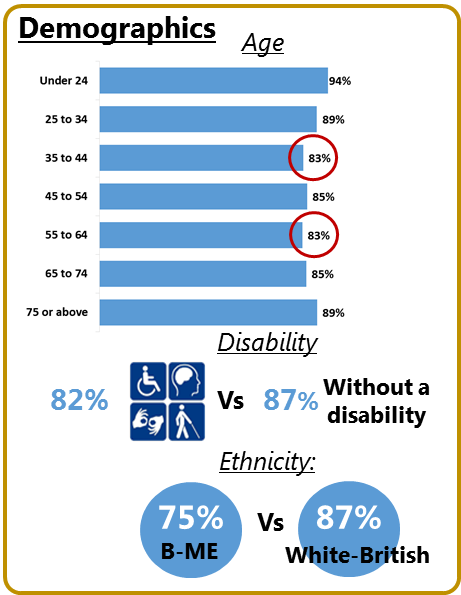 Demographics
Age
Under 24 94%
25 to 34 89%
35 to 44 83%
45 to 54 85%
55 to 64 83%
65 to 74 85%
75 or above 89%
Disability
82% Vs 87% Without a
disability
Ethnicity:
75% Vs 87%
B-ME White-British